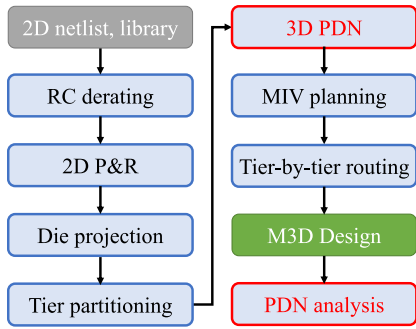 2D netlist, library
RC derating
2D P&R
Die projection
Tier partitioning
3D PDN
MIV planning
Tier-by-tier routing
M3D Design
PDN analysis